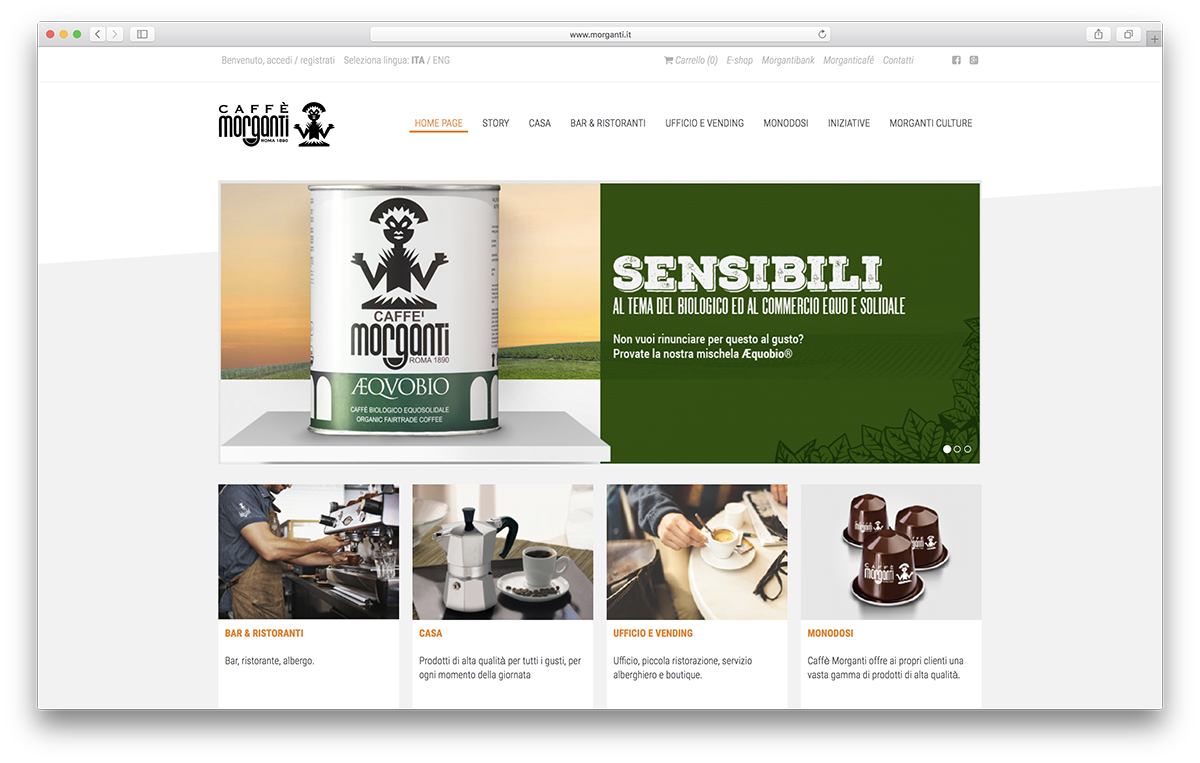 www.morganti.it
Benvenuto, accedi / registrati Seleziona lingua: ITA / ENG
Carrello (0) E-shop Morgantibank Morganticafé Contatti
CAFFÈ
morganti
ROMA 1890
HOME PAGE STORY CASA BAR & RISTORANTI UFFICIO E VENDING MONODOSI INIZIATIVE MORGANTI CULTURE
CAFFE'
morganti
ROMA 1890
ÆQVOBIO
CAFFÈ BIOLOGICO EQUOSOLIDALE
ORGANIC FAIRTRADE COFFEE
SENSIBILI
AL TEMA DEL BIOLOGICO ED AL COMMERCIO EQUO E SOLIDALE
Non vuoi rinunciare per questo al gusto?
Provate la nostra mischela Æquobio®
CAFFÈ
morganti
BAR & RISTORANTI
Bar, ristorante, albergo.
CASA
Prodotti di alta qualità per tutti i gusti, per
ogni momento della giornata
UFFICIO E VENDING
Ufficio, piccola ristorazione, servizio
alberghiero e boutique.
MONODOSI
Caffè Morganti offre ai propri clienti una
vasta gamma di prodotti di alta qualità.